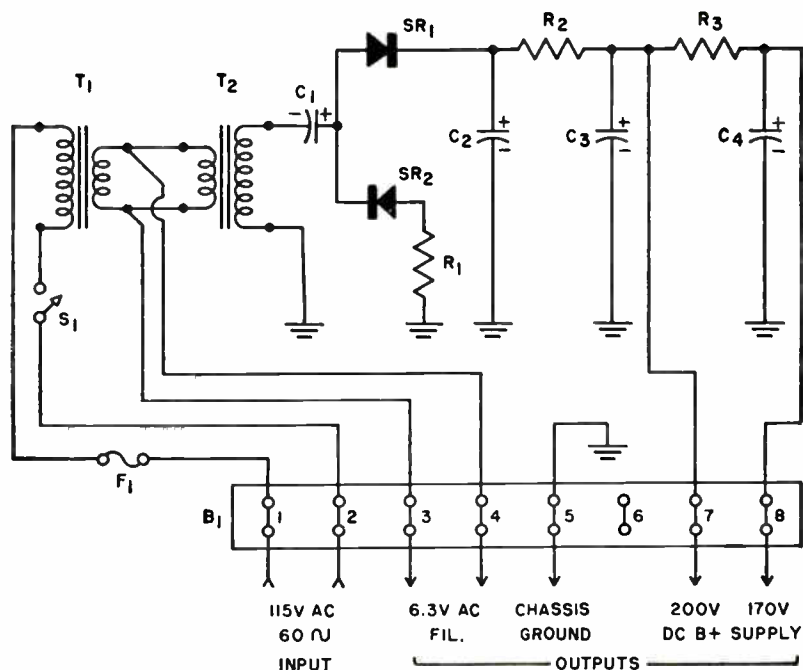 SR1
R2
R3
T1
T2
C1
- +
+
C2
-
+
C3
-
+
C4
-
SR2
R1
S1
F1
B1
1 2 3 4 5 6 7 8
115V AC 6.3V AC CHASSIS 200V 170V
60 ~ FIL. GROUND DC B+ SUPPLY
INPUT OUTPUTS